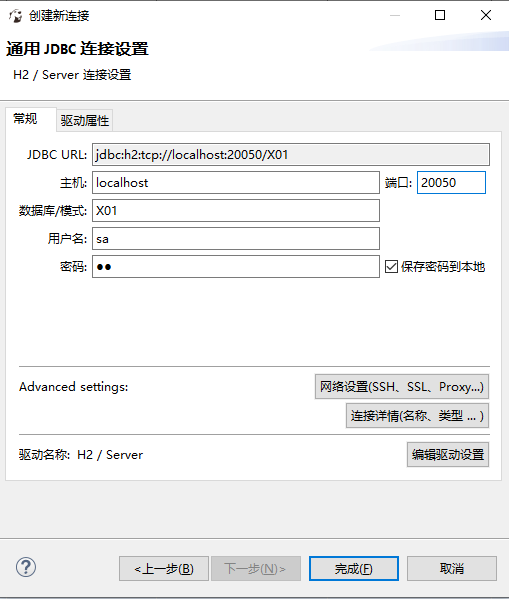 创建新连接
通用 JDBC 连接设置
H2 / Server 连接设置
常规 驱动属性
JDBC URL: jdbc:h2:tcp://localhost:20050/X01
主机: localhost 端口: 20050
数据库/模式: X01
用户名: sa
密码: ●● 保存密码到本地
Advanced settings: 网络设置(SSH、SSL、Proxy...)
连接详情(名称、类型 ... )
驱动名称: H2 / Server 编辑驱动设置
? <上一步(B) 下一步(N)> 完成(F) 取消